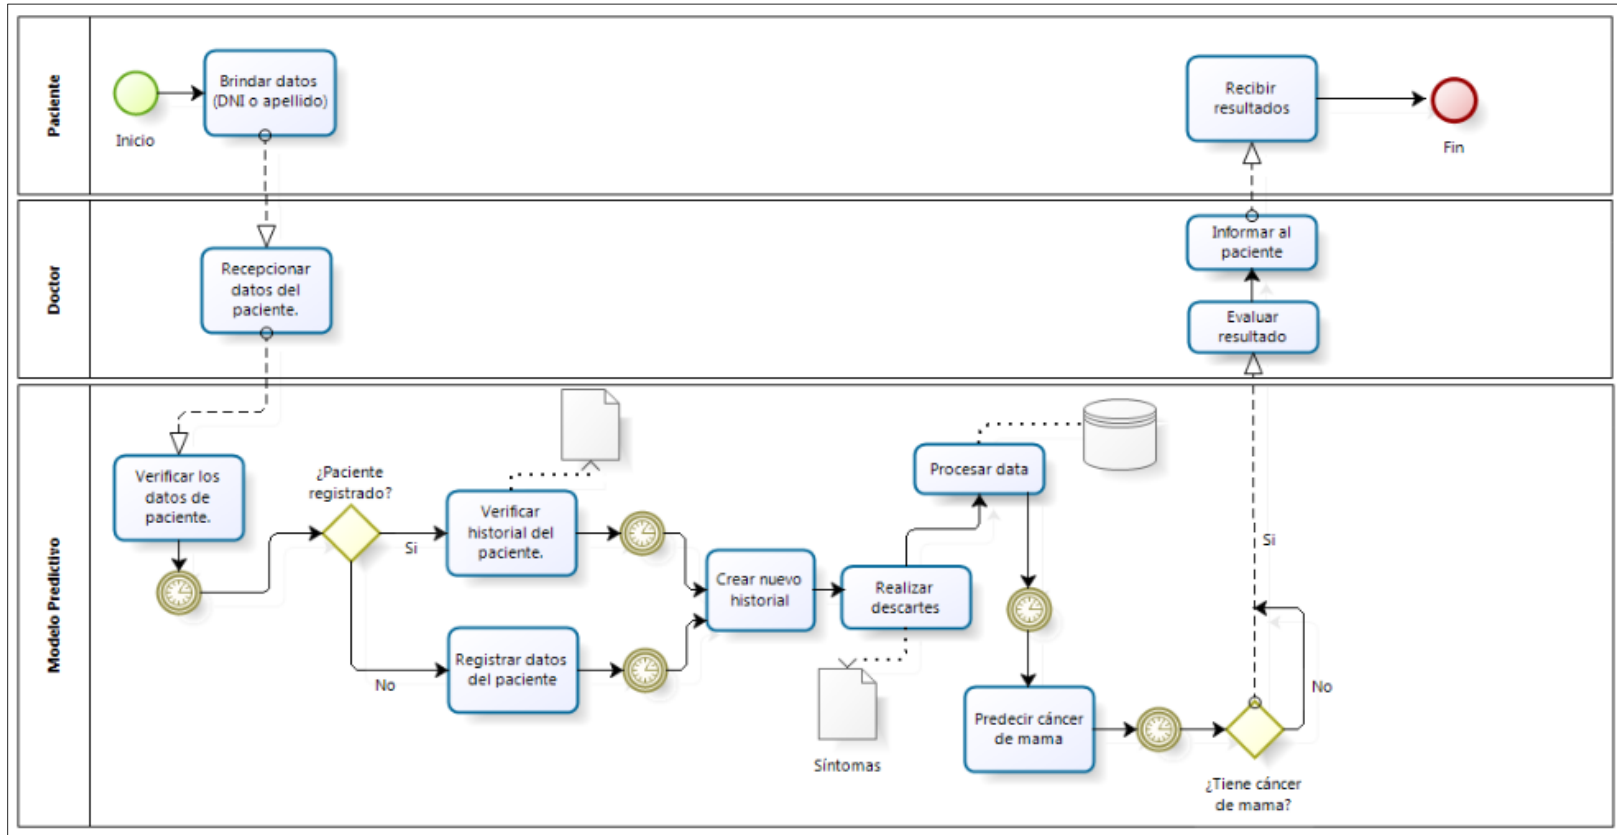 Paciente
Inicio
Brindar datos
(DNI o apellido)
Recibir
resultados
Fin
Doctor
Recepcionar
datos del
paciente.
Informar al
paciente
Evaluar
resultado
Modelo Predictivo
Verificar los
datos de
paciente.
¿Paciente
registrado?
Si
No
Verificar
historial del
paciente.
Registrar datos
del paciente
Crear nuevo
historial
Realizar
descartes
Síntomas
Procesar data
Predecir cáncer
de mama
¿Tiene cáncer
de mama?
Si
No